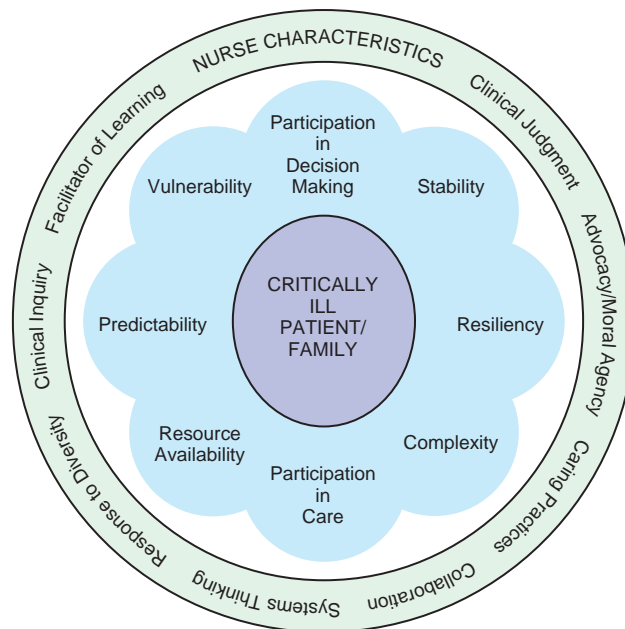 NURSE CHARACTERISTICS
Clinical Judgment
Advocacy/Moral Agency
Caring Practices
Collaboration
Systems Thinking
Response to Diversity
Clinical Inquiry
Facilitator of Learning
Participation
in
Decision
Making
Stability
Resiliency
Complexity
Participation
in
Care
Resource
Availability
Predictability
Vulnerability
CRITICALLY
ILL
PATIENT/
FAMILY